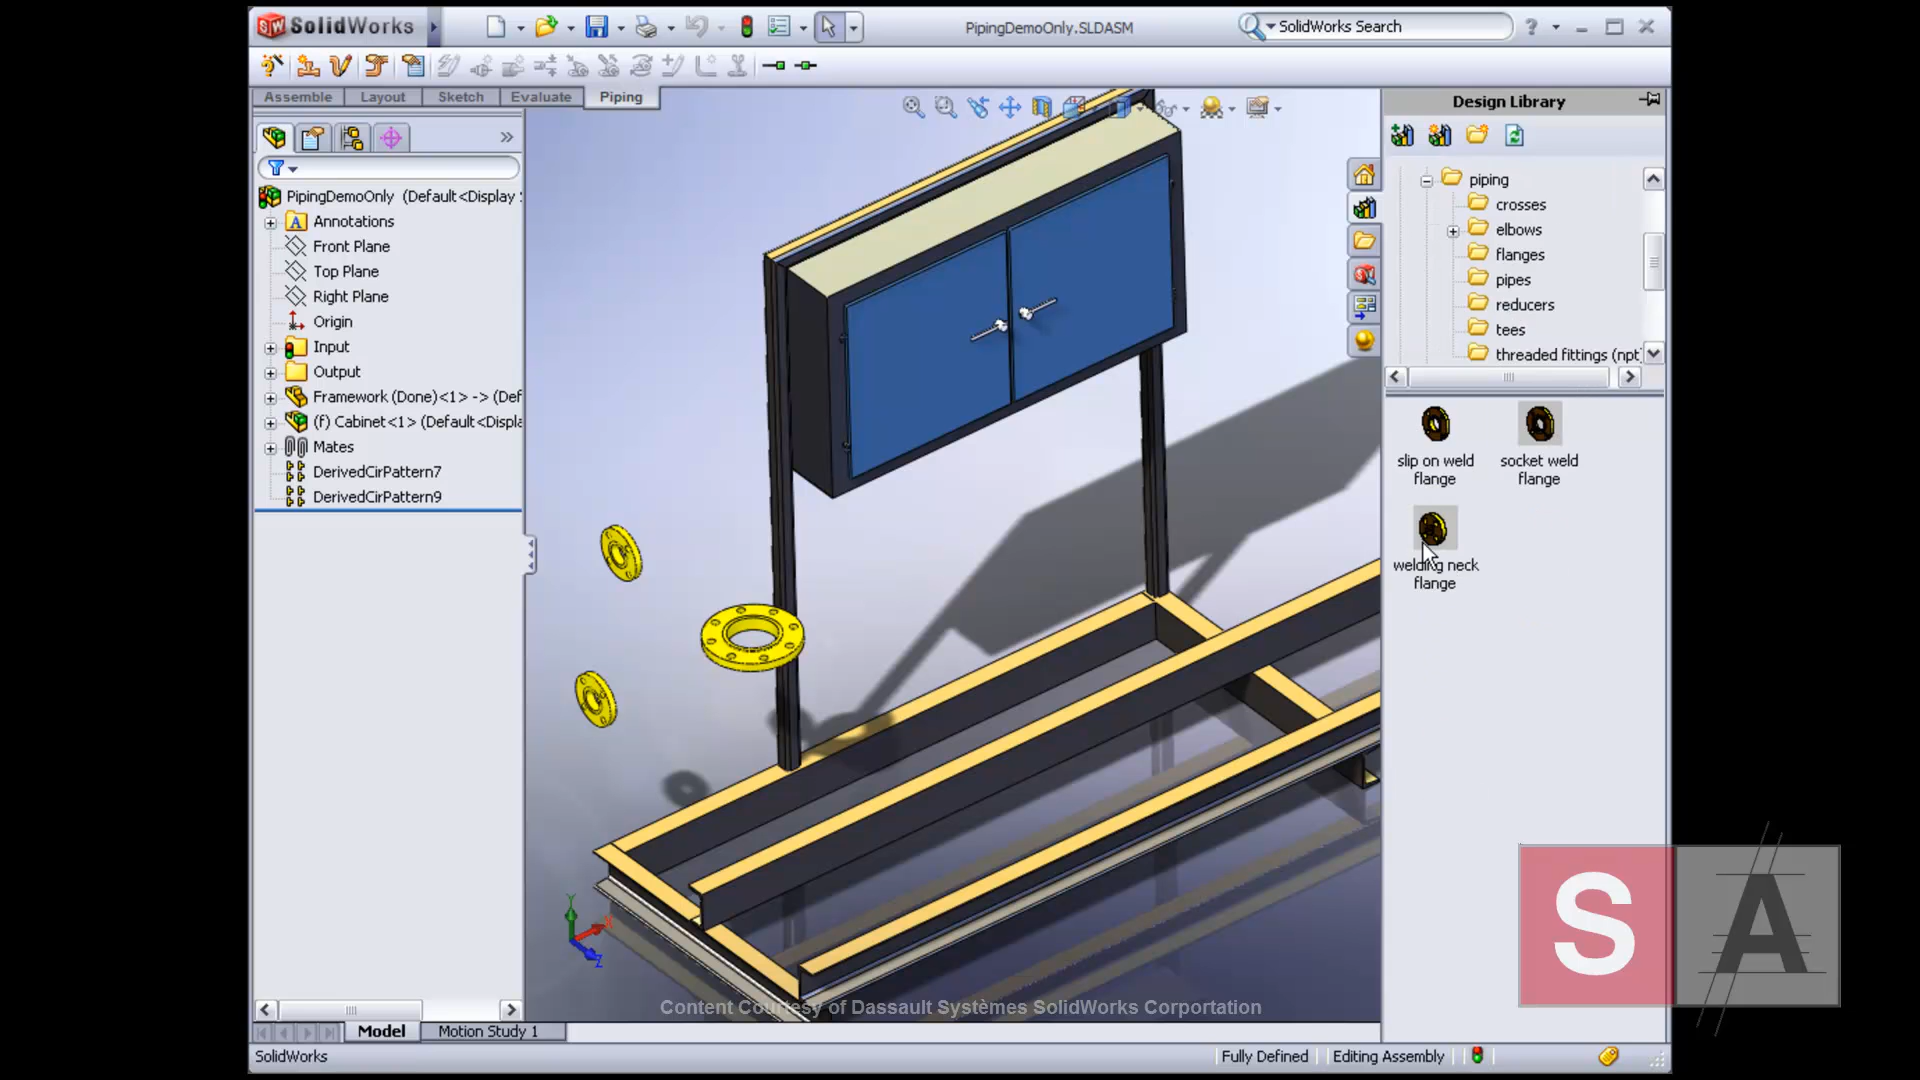 SolidWorks
PipingDemoOnly.SLDASM
SolidWorks Search
Assemble
Layout
Sketch
Evaluate
Piping
Design Library
PipingDemoOnly (Default<Display
Annotations
Front Plane
Top Plane
Right Plane
Origin
Input
Output
Framework (Done)<1> -> (Def
(f) Cabinet<1> (Default<Displa
Mates
DerivedCirPattern7
DerivedCirPattern9
piping
crosses
elbows
flanges
pipes
reducers
tees
threaded fittings (npt
slip on weld
flange
socket weld
flange
welding neck
flange
Y
X
Z
SA
Content Courtesy of Dassault Systèmes SolidWorks Corportation
Model
Motion Study 1
SolidWorks
Fully Defined
Editing Assembly